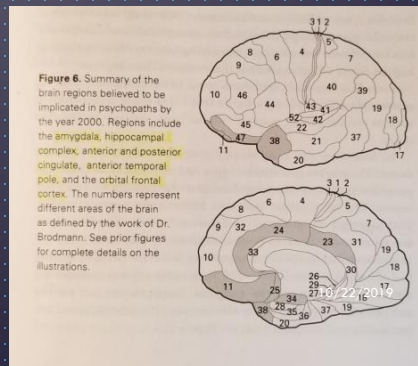 Figure 6. Summary of the
brain regions believed to be
implicated in psychopaths by
the year 2000. Regions include
the amygdala, hippocampal
complex, anterior and posterior
cingulate, anterior temporal
pole, and the orbital frontal
cortex. The numbers represent
different areas of the brain
as defined by the work of Dr.
Brodmann. See prior figures
for complete details on the
illustrations.
3 1 2
8 6 4 5 7
9
10 46 44 43 41 40 39 19
45 52 42 18
47 38 22 21 37
11 20 17
3 1 2
8 6 4 5
9 32 24 7
10 33 23 31 19
30 18
11 25 34 26
29
27 17
38 28 35 36 37 19 18
20
10/22/2019